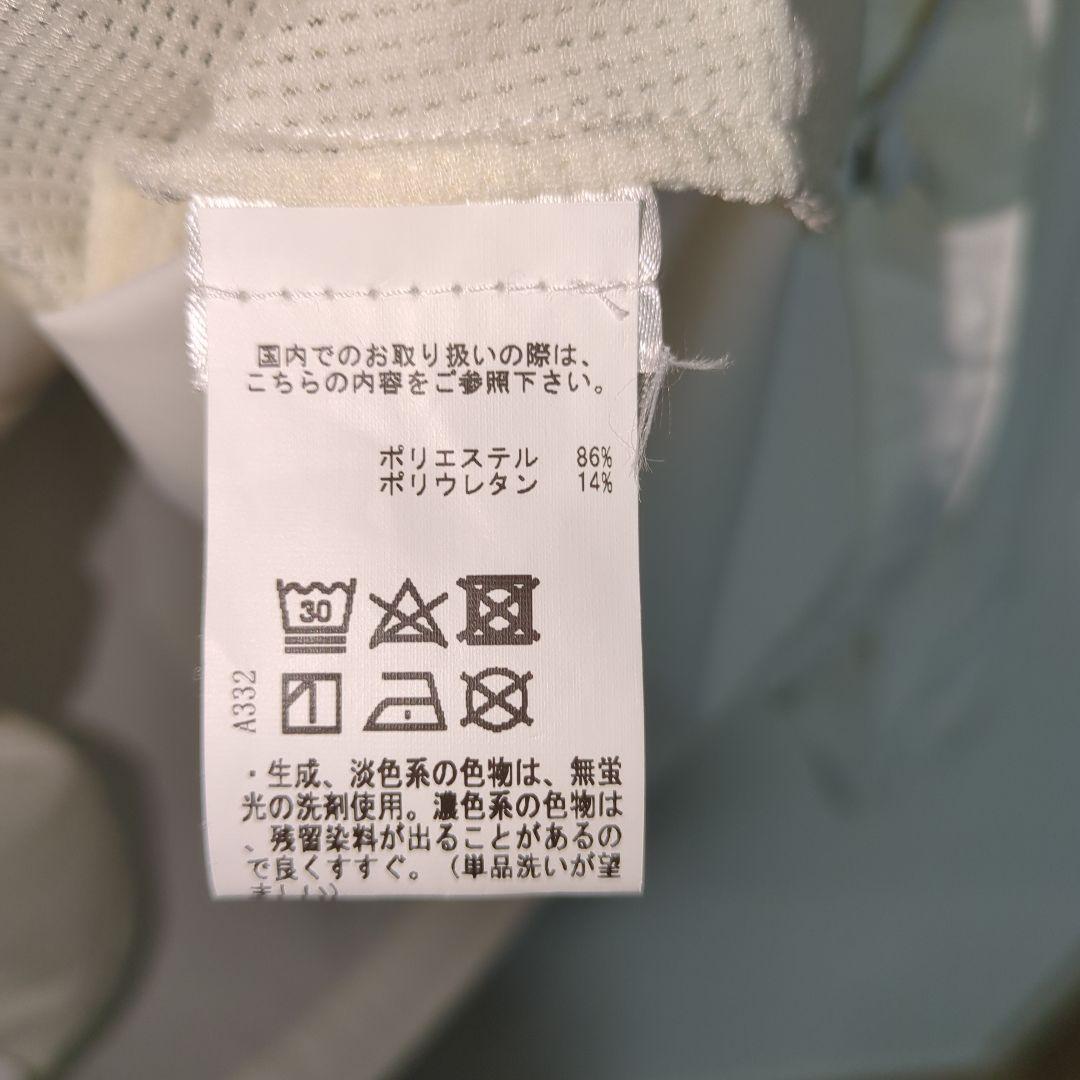 国内でのお取り扱いの際は、
こちらの内容をご参照下さい。
ポリエステル 86%
ポリウレタン 14%
30
A332
・生成、淡色系の色物は、無蛍
光の洗剤使用。濃色系の色物は
、残留染料が出ることがあるの
で良くすすぐ。（単品洗いが望
ましい）